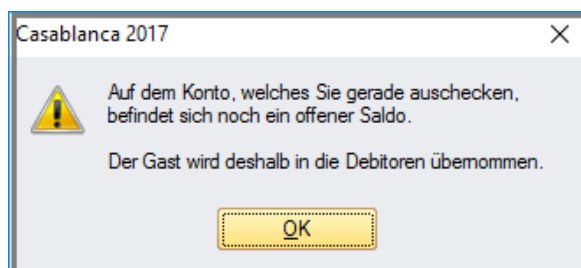 Casablanca 2017
Auf dem Konto, welches Sie gerade auschecken,
befindet sich noch ein offener Saldo.
Der Gast wird deshalb in die Debitoren übernommen.
OK